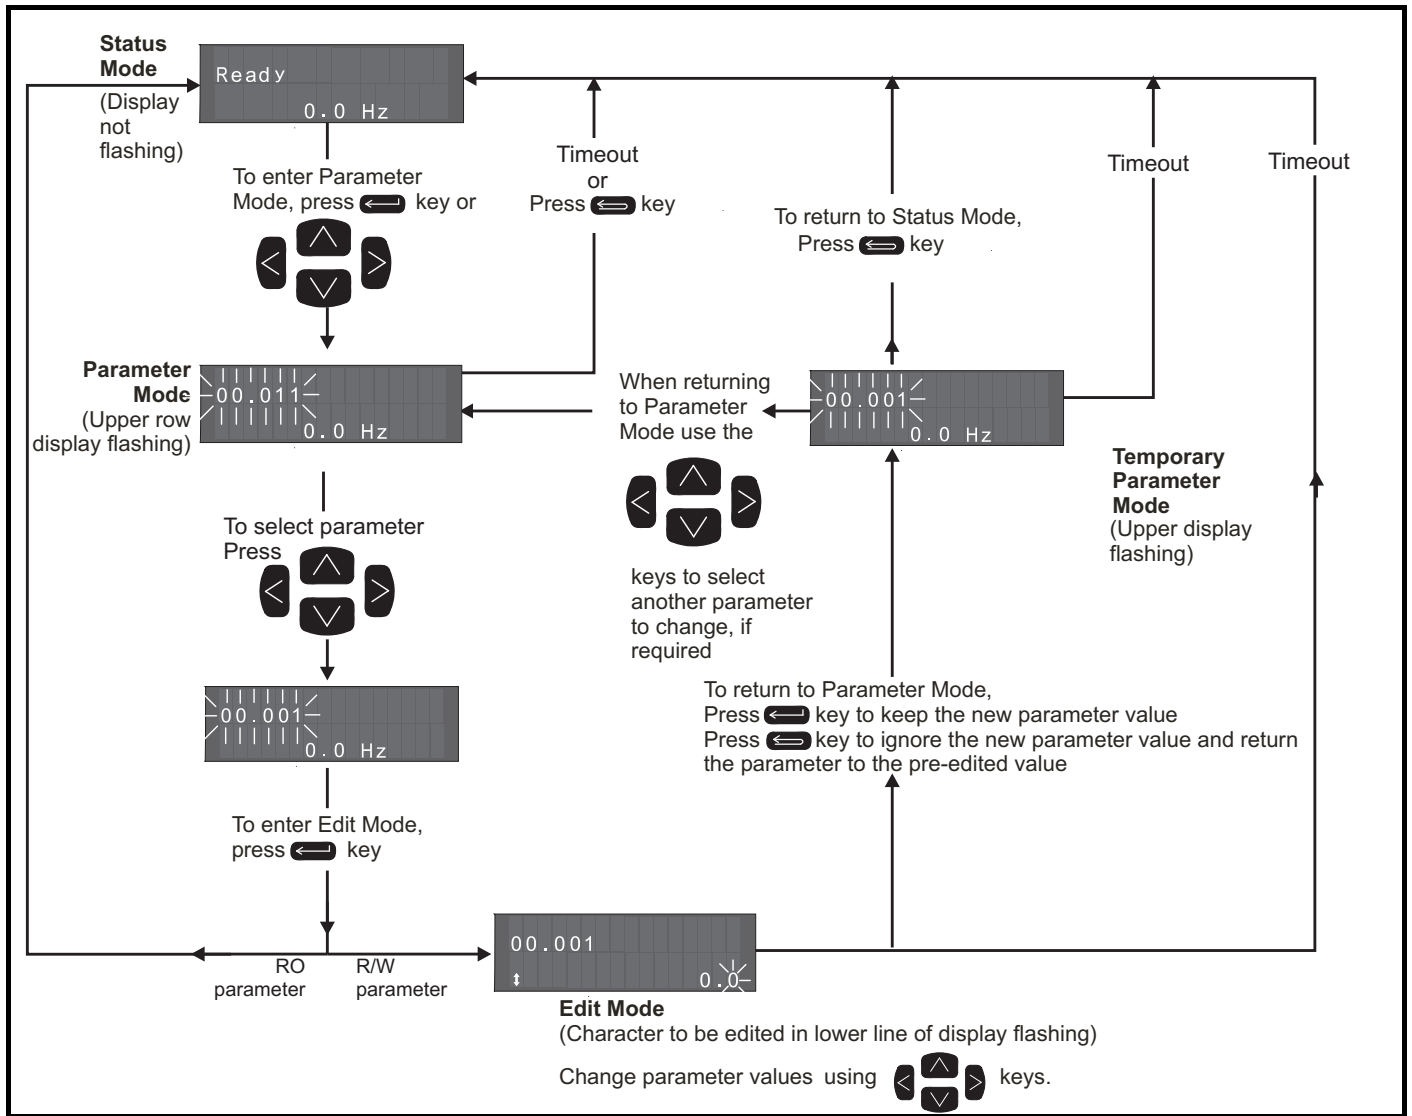 Status
Mode
(Display
not
flashing)
Ready
0.0 Hz
To enter Parameter
Mode, press key or
Timeout
or
Press key
To return to Status Mode,
Press key
Timeout
Timeout
Parameter
Mode
(Upper row
display flashing)
00.011
0.0 Hz
When returning
to Parameter
Mode use the
keys to select
another parameter
to change, if
required
00.001
0.0 Hz
Temporary
Parameter
Mode
(Upper display
flashing)
To select parameter
Press
00.001
0.0 Hz
To return to Parameter Mode,
Press key to keep the new parameter value
Press key to ignore the new parameter value and return
the parameter to the pre-edited value
To enter Edit Mode,
press key
RO
parameter
R/W
parameter
00.001
0.0
Edit Mode
(Character to be edited in lower line of display flashing)
Change parameter values using keys.